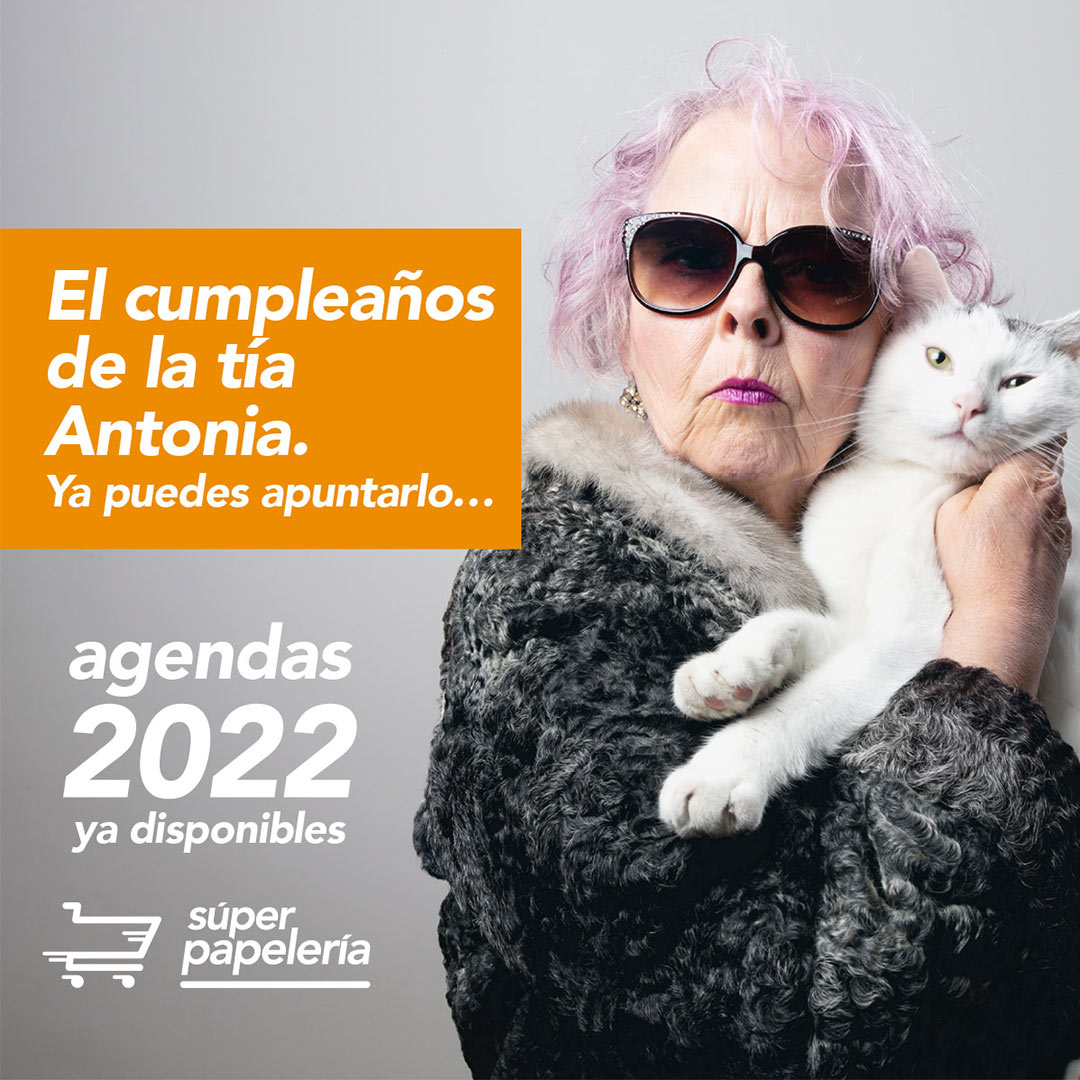 El cumpleaños
de la tía
Antonia.
Ya puedes apuntarlo...
agendas
2022
ya disponibles
súper
papelería